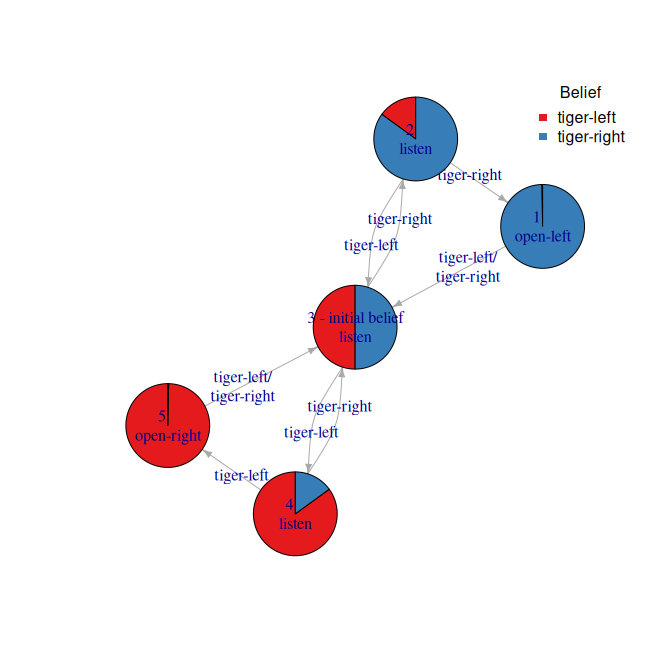 Belief
tiger-left
tiger-right
2
listen
tiger-right
1
open-left
tiger-right
tiger-left
tiger-left/
tiger-right
3 - initial belief
listen
tiger-left/
tiger-right
tiger-right
tiger-left
5
open-right
tiger-left
4
listen